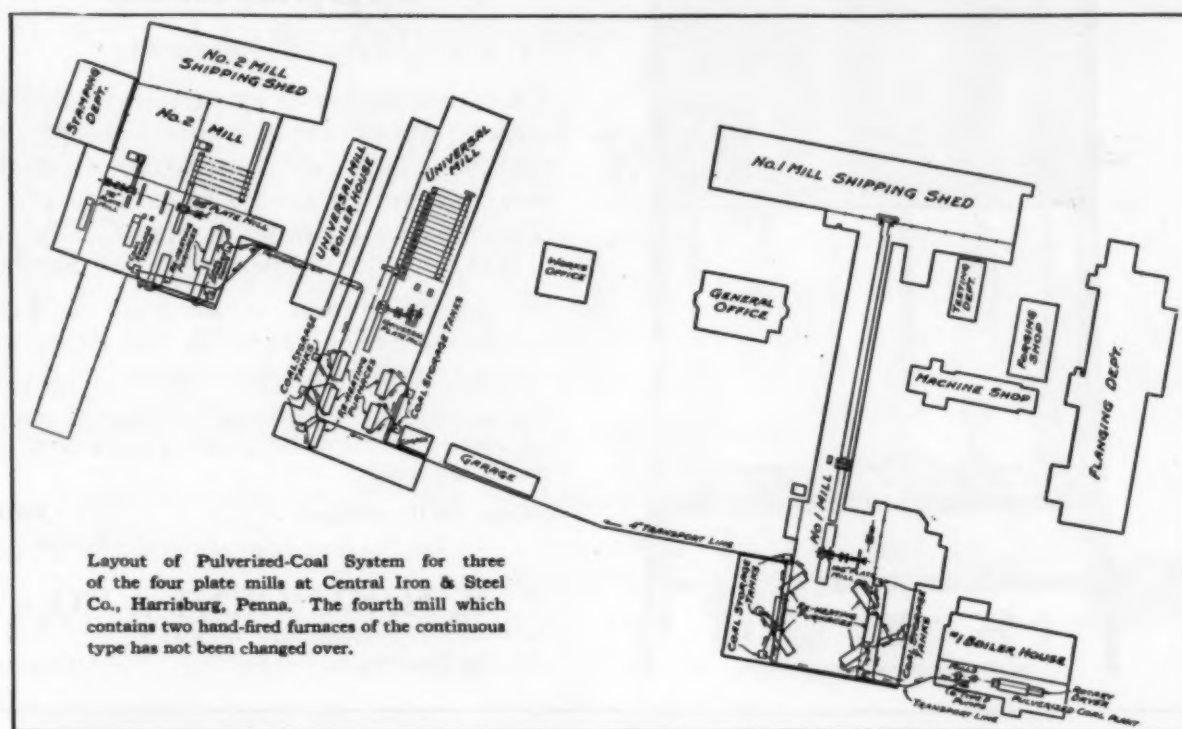 No. 2 MILL
SHIPPING SHED
STAMPING
DEPT.
No. 2 MILL
PLATE MILL
UNIVERSAL MILL
BOILER HOUSE
UNIVERSAL
MILL
COAL STORAGE
TANKS
RE-HEATING
FURNACES
COAL STORAGE TANKS
GARAGE
WORKS
OFFICE
GENERAL
OFFICE
No. 1 MILL SHIPPING SHED
TESTING
DEPT.
FORGING
SHOP
MACHINE SHOP
FLANGING DEPT.
No 1 MILL
4" TRANSPORT LINE
COAL STORAGE
TANKS
RE-HEATING
FURNACES
COAL STORAGE
TANKS
#1 BOILER HOUSE
MILLS
PUMPS
ROTARY
DRYER
PULVERIZED COAL PLANT
TRANSPORT LINE
Layout of Pulverized-Coal System for three
of the four plate mills at Central Iron & Steel
Co., Harrisburg, Penna. The fourth mill which
contains two hand-fired furnaces of the continuous
type has not been changed over.